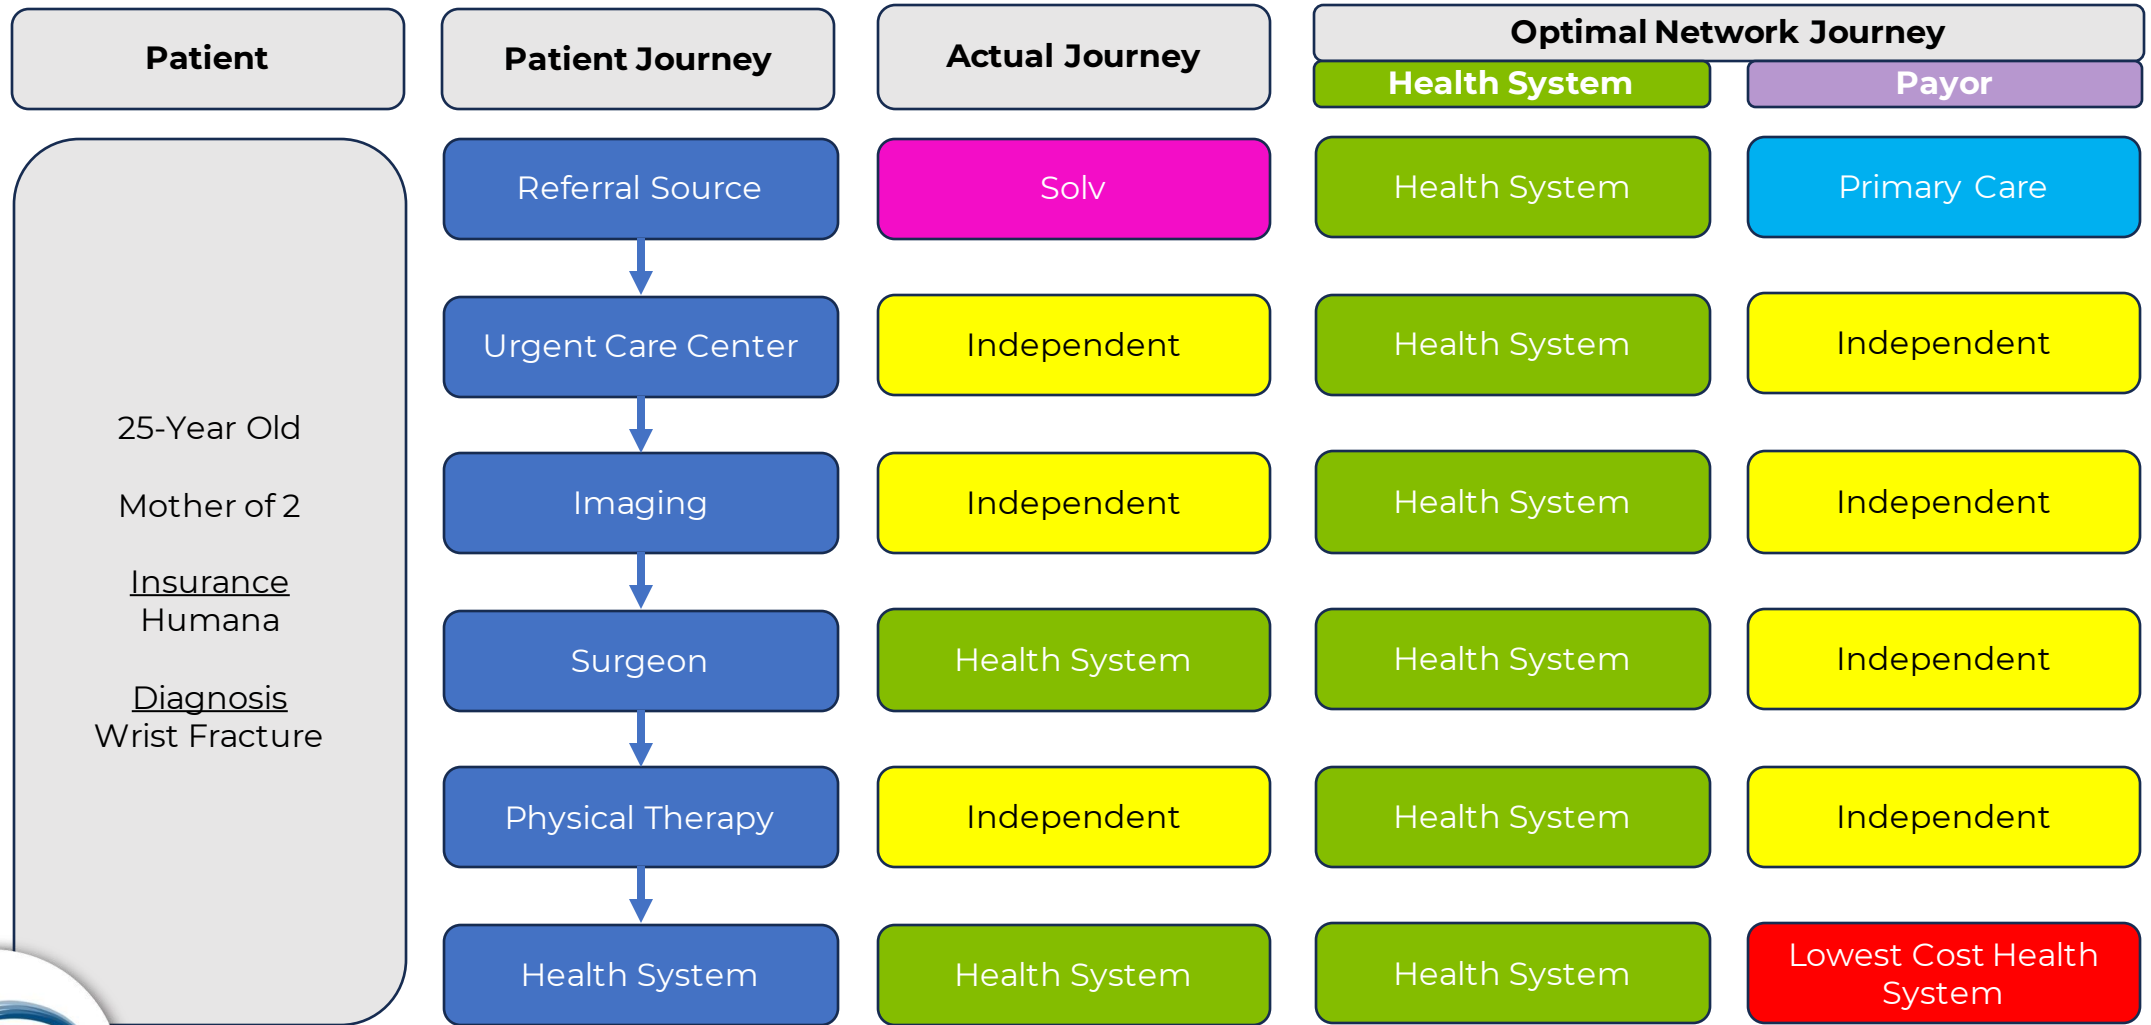 Patient
Patient Journey
Actual Journey
Optimal Network Journey
Health System
Payor
25-Year Old
Mother of 2
Insurance
Humana
Diagnosis
Wrist Fracture
Referral Source
Solv
Health System
Primary Care
Urgent Care Center
Independent
Health System
Independent
Imaging
Independent
Health System
Independent
Surgeon
Health System
Health System
Independent
Physical Therapy
Independent
Health System
Independent
Health System
Health System
Health System
Lowest Cost Health
System